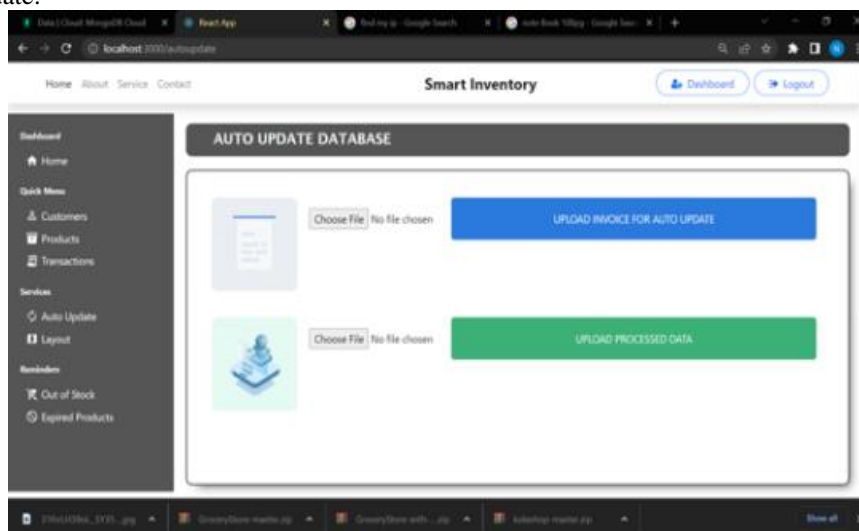 date.
Data | Cloud: MongoDB Cloud React App find my ip - Google Search
localhost:3000/autoupdate
Home About Service Contact Smart Inventory Dashboard Logout
Dashboard
Home
Quick Menu
Customers
Products
Transactions
Services
Auto Update
Layout
Reminders
Out of Stock
Expired Products
AUTO UPDATE DATABASE
Choose File No file chosen UPLOAD INVOICE FOR AUTO UPDATE
Choose File No file chosen UPLOAD PROCESSED DATA
GroceryStore-master.zip Show all